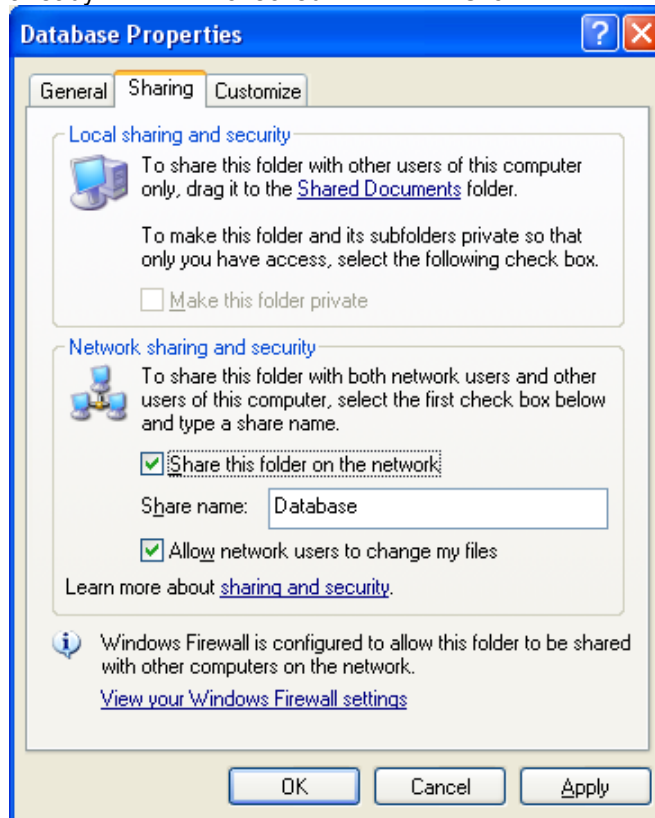 Database Properties
General Sharing Customize
Local sharing and security
To share this folder with other users of this computer
only, drag it to the Shared Documents folder.
To make this folder and its subfolders private so that
only you have access, select the following check box.
Make this folder private
Network sharing and security
To share this folder with both network users and other
users of this computer, select the first check box below
and type a share name.
Share this folder on the network
Share name: Database
Allow network users to change my files
Learn more about sharing and security.
Windows Firewall is configured to allow this folder to be shared
with other computers on the network.
View your Windows Firewall settings
OK Cancel Apply